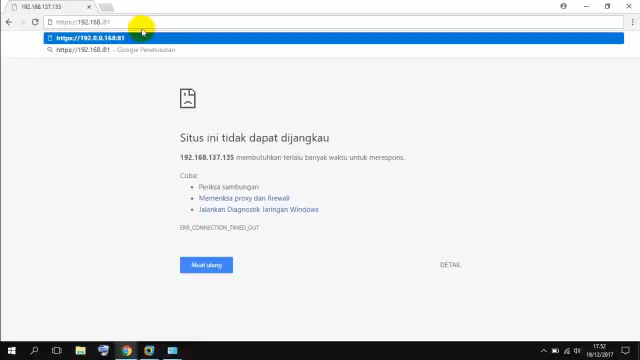 192.168.137.135
https://192.168.:81
https://192.0.0.168:81
https://192.168.:81 - Google Penelusuran
Situs ini tidak dapat dijangkau
192.168.137.135 membutuhkan terlalu banyak waktu untuk merespons.
Coba:
Periksa sambungan
Memeriksa proxy dan firewall
Jalankan Diagnostik Jaringan Windows
ERR_CONNECTION_TIMED_OUT
Muat ulang
DETAIL
17.52
19/12/2017